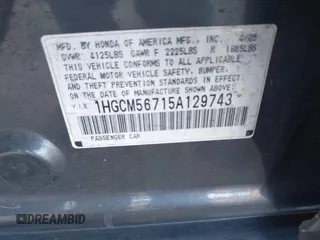 MFD. BY HONDA OF AMERICA MFG., INC. 4/05
GVWR 4125LBS GAWR F 2225LBS R 1885LBS
THIS VEHICLE CONFORMS TO ALL APPLICABLE
FEDERAL MOTOR VEHICLE SAFETY, BUMPER,
AND THEFT PREVENTION STANDARDS IN EFFECT
ON THE DATE OF MANUFACTURE SHOWN ABOVE.
V.I.N. 1HGCM56715A129743
PASSENGER CAR
DREAMBID